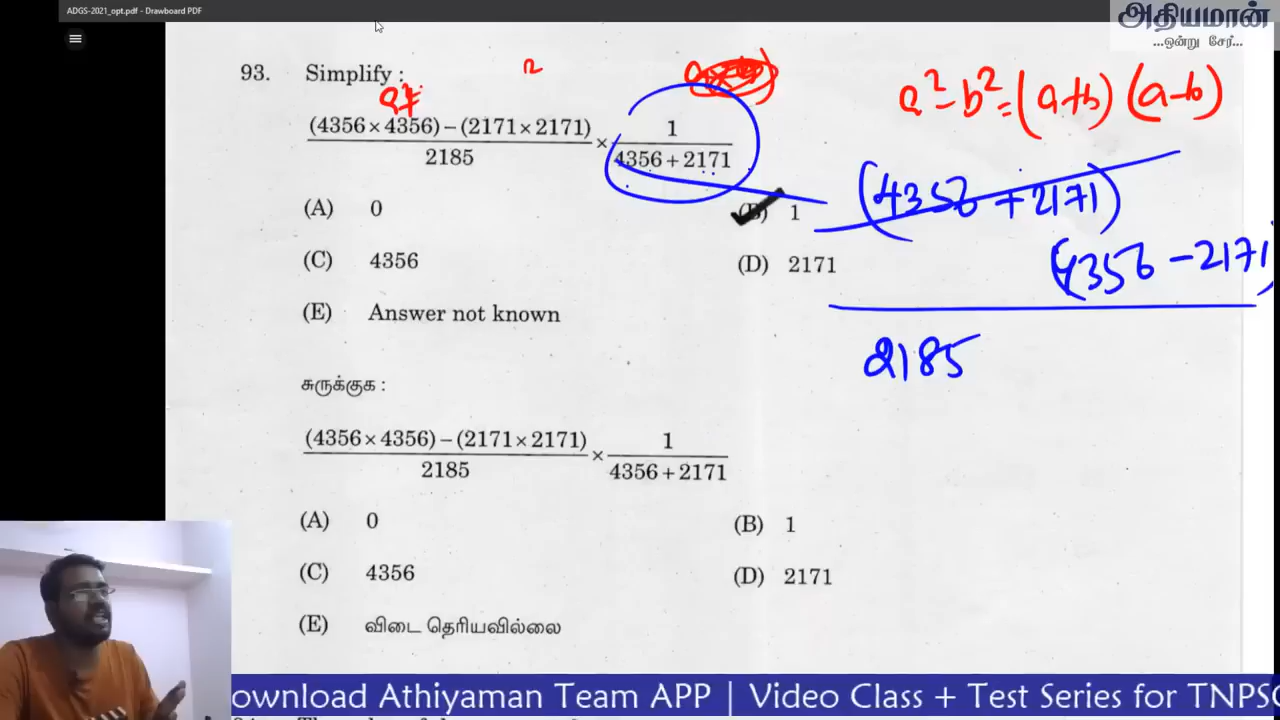 ADGS-2021_opt.pdf - Drawboard PDF
அதியமான்
...ஒன்று சேர்...
93. Simplify :
(4356 × 4356) – (2171 × 2171) / 2185 × 1 / 4356 + 2171
(A) 0 (B) 1
(C) 4356 (D) 2171
(E) Answer not known
a² – b² = (a+b) (a–b)
(4356 + 2171)
(4356 – 2171)
2185
சுருக்குக :
(4356 × 4356) – (2171 × 2171) / 2185 × 1 / 4356 + 2171
(A) 0 (B) 1
(C) 4356 (D) 2171
(E) விடை தெரியவில்லை
ownload Athiyaman Team APP | Video Class + Test Series for TNPSC